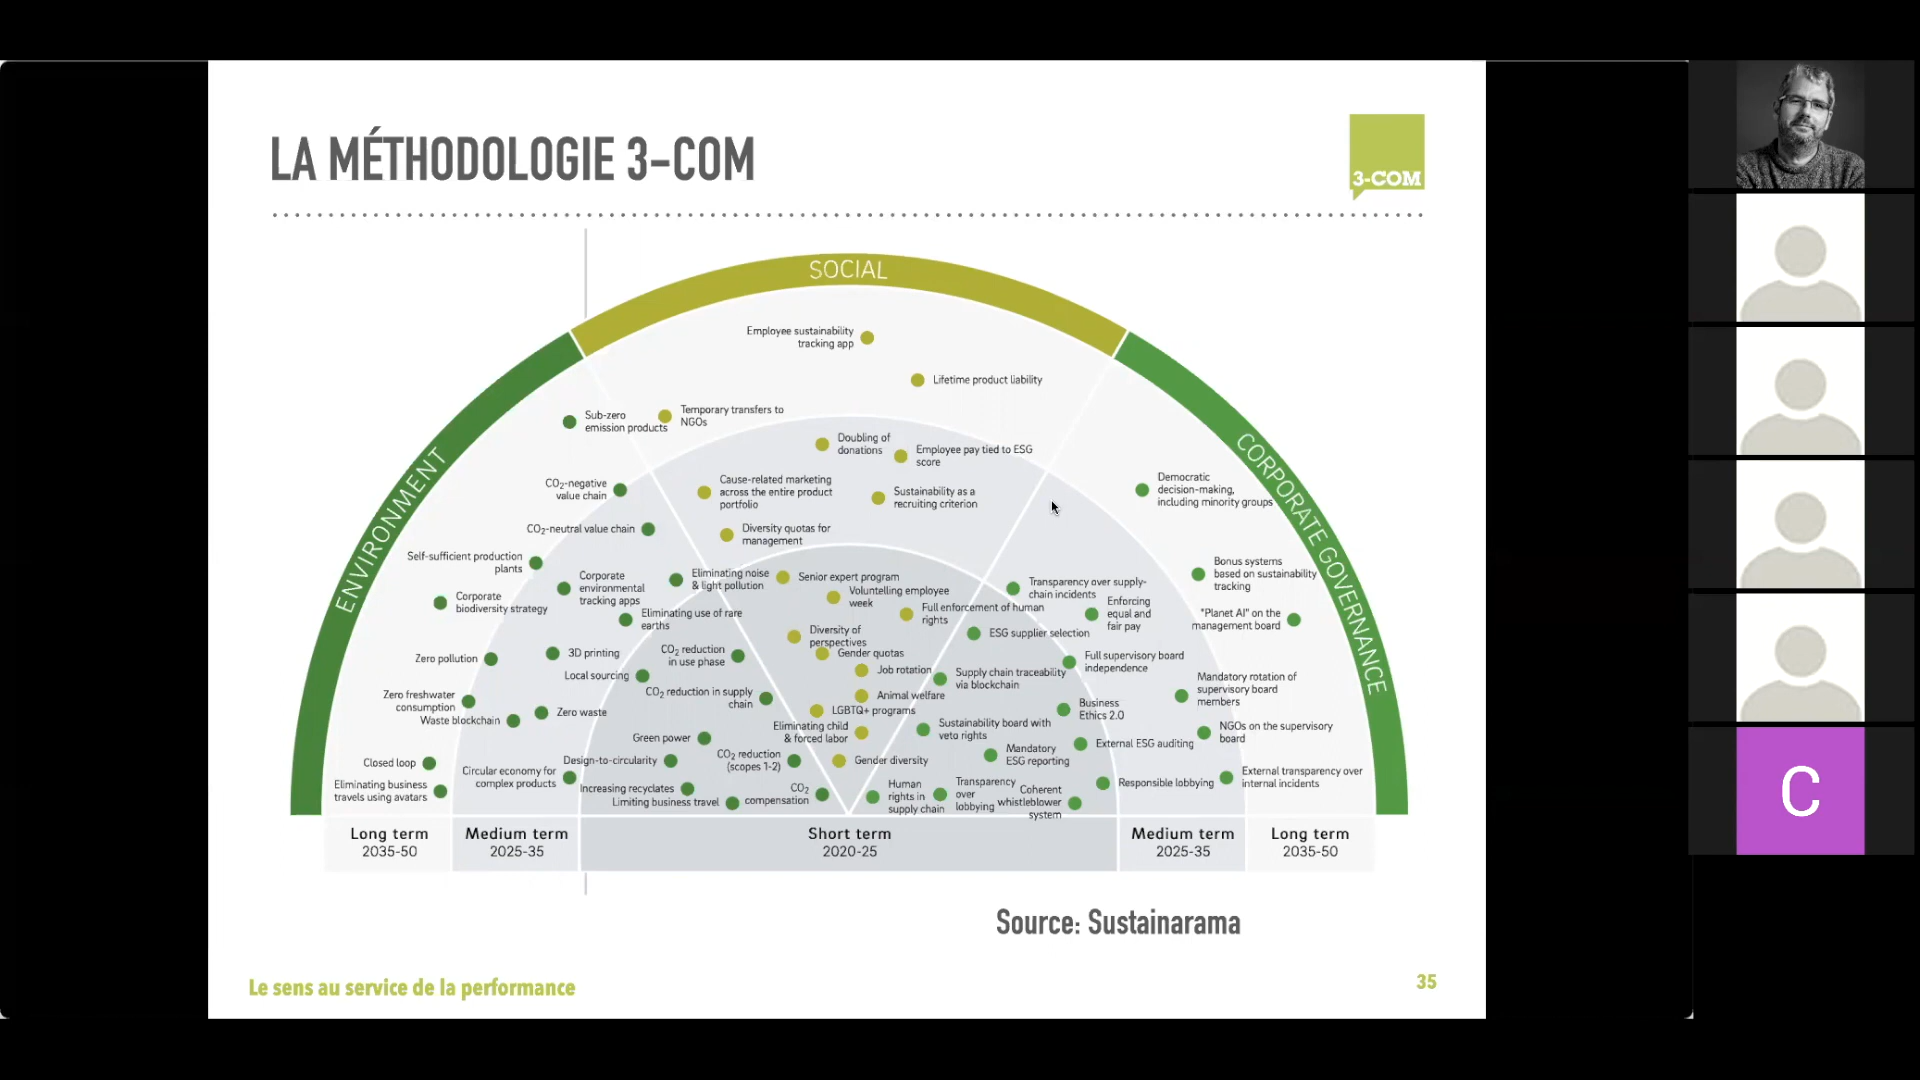 LA MÉTHODOLOGIE 3-COM
3-COM
SOCIAL
ENVIRONMENT
CORPORATE GOVERNANCE
Employee sustainability
tracking app
Lifetime product liability
Sub-zero
emission products
Temporary transfers to
NGOs
Doubling of
donations
Employee pay tied to ESG
score
CO2-negative
value chain
Cause-related marketing
across the entire product
portfolio
Sustainability as a
recruiting criterion
Democratic
decision-making,
including minority groups
CO2-neutral value chain
Diversity quotas for
management
Self-sufficient production
plants
Corporate
environmental
tracking apps
Eliminating noise
& light pollution
Senior expert program
Voluntelling employee
week
Full enforcement of human
rights
Transparency over supply-
chain incidents
Bonus systems
based on sustainability
tracking
Corporate
biodiversity strategy
Eliminating use of rare
earths
Diversity of
perspectives
ESG supplier selection
Enforcing
equal and
fair pay
"Planet AI" on the
management board
Zero pollution
3D printing
CO2 reduction
in use phase
Gender quotas
Full supervisory board
independence
Local sourcing
Job rotation
Supply chain traceability
via blockchain
Mandatory rotation of
supervisory board
members
Zero freshwater
consumption
CO2 reduction in supply
chain
Animal welfare
LGBTQ+ programs
Business
Ethics 2.0
Waste blockchain
Zero waste
Eliminating child
& forced labor
Sustainability board with
veto rights
NGOs on the supervisory
board
Green power
External ESG auditing
Closed loop
Design-to-circularity
CO2 reduction
(scopes 1-2)
Gender diversity
Mandatory
ESG reporting
Circular economy for
complex products
Responsible lobbying
External transparency over
internal incidents
Eliminating business
travels using avatars
Increasing recyclates
Limiting business travel
CO2
compensation
Human
rights in
supply chain
Transparency
over
lobbying
Coherent
whistleblower
system
Long term
2035-50
Medium term
2025-35
Short term
2020-25
Medium term
2025-35
Long term
2035-50
Source: Sustainarama
Le sens au service de la performance
35
C